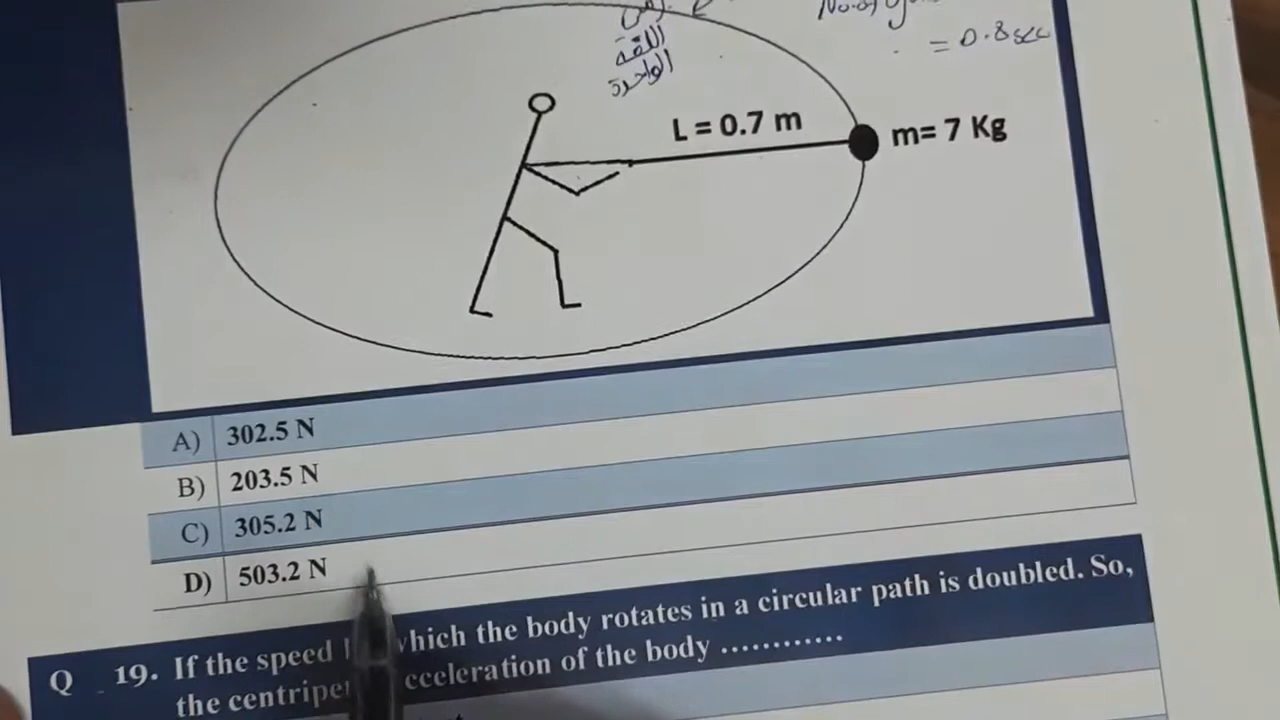 زمن
اللفة
الواحدة
= 0.8 sec
L = 0.7 m
m= 7 Kg
A) 302.5 N
B) 203.5 N
C) 305.2 N
D) 503.2 N
Q 19. If the speed which the body rotates in a circular path is doubled. So,
the cceleration of the body ............